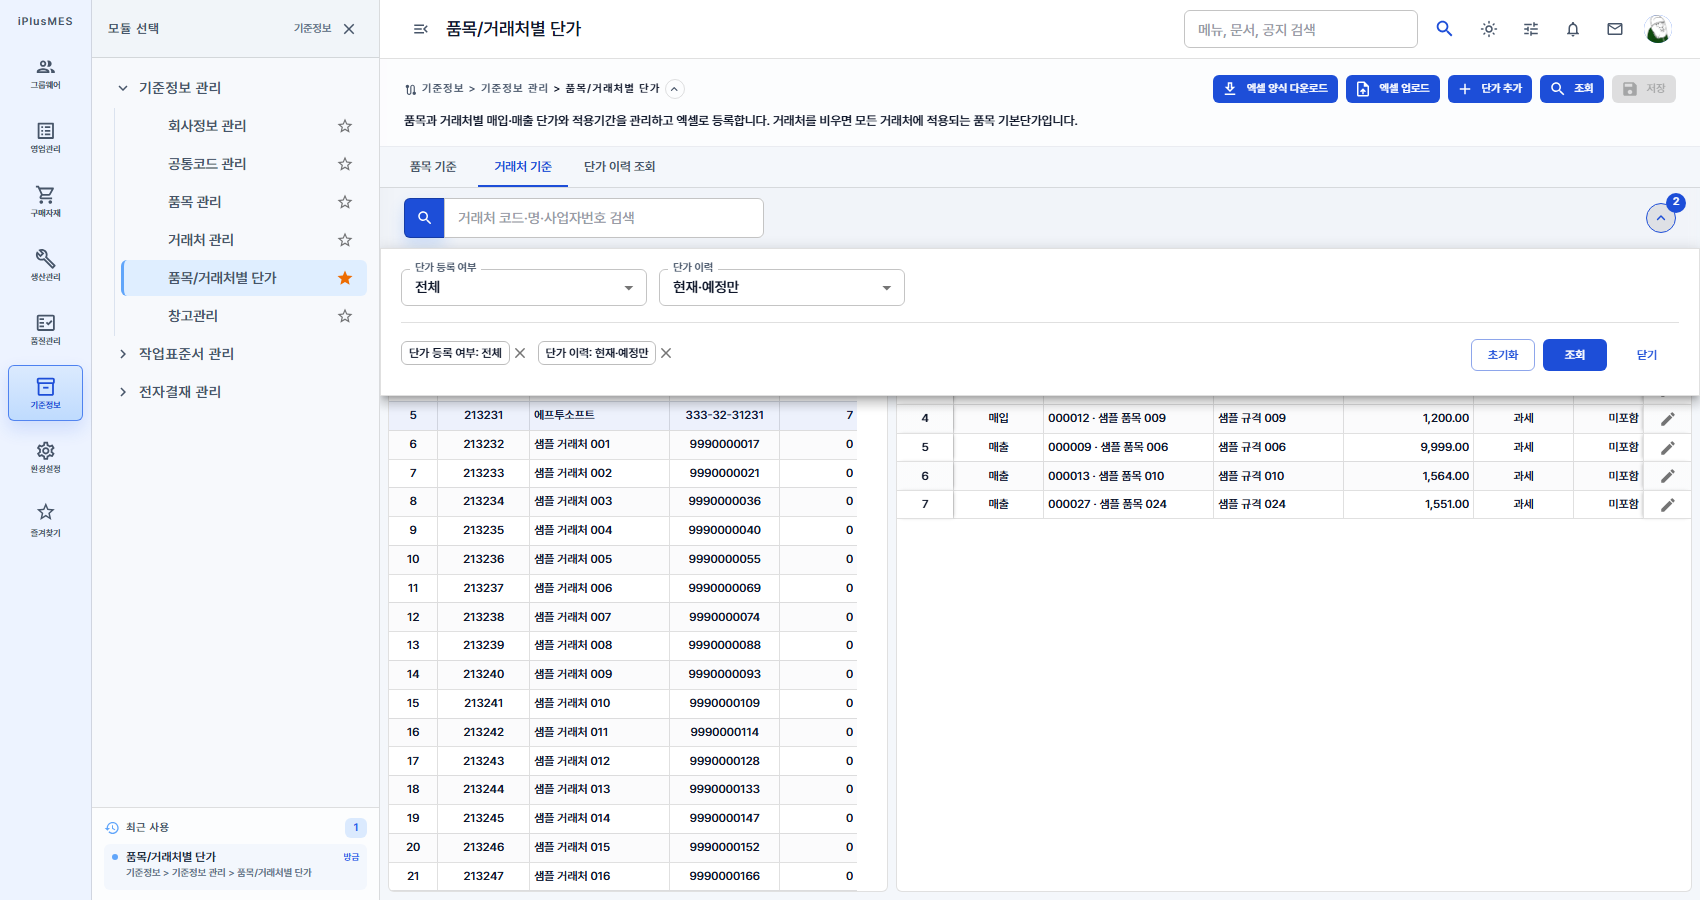 iPlusMES
그룹웨어
영업관리
구매자재
생산관리
품질관리
기준정보
환경설정
즐겨찾기
모듈 선택
기준정보
기준정보 관리
회사정보 관리
공통코드 관리
품목 관리
거래처 관리
품목/거래처별 단가
창고관리
작업표준서 관리
전자결재 관리
최근 사용 1
품목/거래처별 단가 방금
기준정보 > 기준정보 관리 > 품목/거래처별 단가
품목/거래처별 단가
메뉴, 문서, 공지 검색
기준정보 > 기준정보 관리 > 품목/거래처별 단가
엑셀 양식 다운로드
엑셀 업로드
단가 추가
조회
저장
품목과 거래처별 매입·매출 단가와 적용기간을 관리하고 엑셀로 등록합니다. 거래처를 비우면 모든 거래처에 적용되는 품목 기본단가입니다.
품목 기준 거래처 기준 단가 이력 조회
거래처 코드·명·사업자번호 검색
2
단가 등록 여부
전체
단가 이력
현재·예정만
단가 등록 여부: 전체
단가 이력: 현재·예정만
초기화
조회
닫기
5 213231 에프투소프트 333-32-31231 7
6 213232 샘플 거래처 001 9990000017 0
7 213233 샘플 거래처 002 9990000021 0
8 213234 샘플 거래처 003 9990000036 0
9 213235 샘플 거래처 004 9990000040 0
10 213236 샘플 거래처 005 9990000055 0
11 213237 샘플 거래처 006 9990000069 0
12 213238 샘플 거래처 007 9990000074 0
13 213239 샘플 거래처 008 9990000088 0
14 213240 샘플 거래처 009 9990000093 0
15 213241 샘플 거래처 010 9990000109 0
16 213242 샘플 거래처 011 9990000114 0
17 213243 샘플 거래처 012 9990000128 0
18 213244 샘플 거래처 013 9990000133 0
19 213245 샘플 거래처 014 9990000147 0
20 213246 샘플 거래처 015 9990000152 0
21 213247 샘플 거래처 016 9990000166 0
4 매입 000012 · 샘플 품목 009 샘플 규격 009 1,200.00 과세 미포함
5 매출 000009 · 샘플 품목 006 샘플 규격 006 9,999.00 과세 미포함
6 매출 000013 · 샘플 품목 010 샘플 규격 010 1,564.00 과세 미포함
7 매출 000027 · 샘플 품목 024 샘플 규격 024 1,551.00 과세 미포함